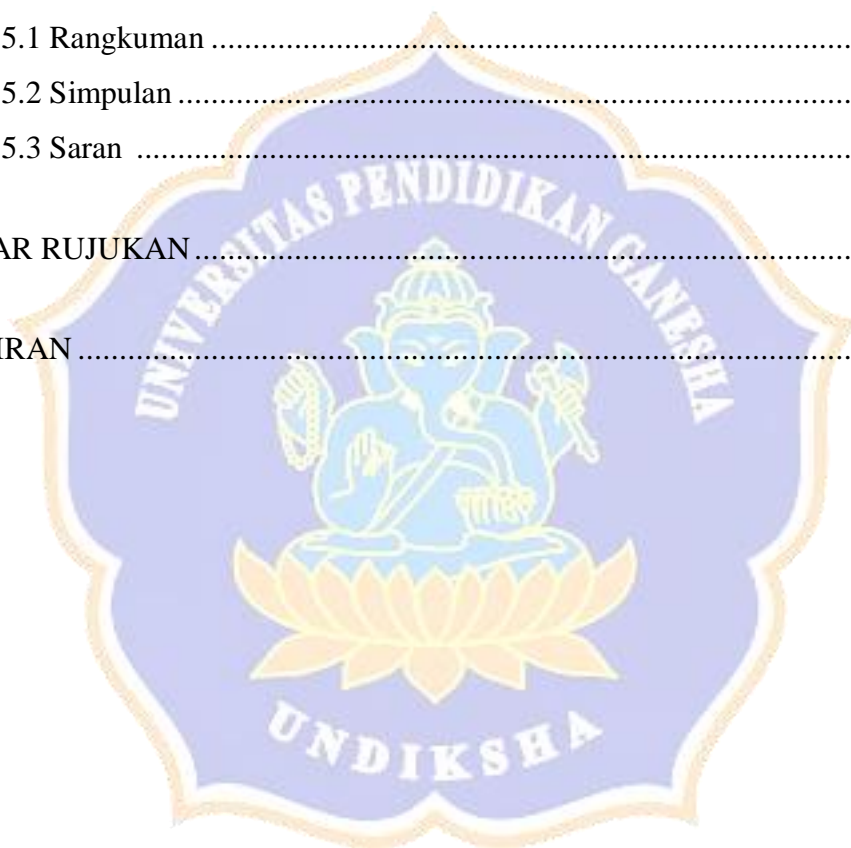 5.1 Rangkuman ................................................................................
5.2 Simpulan ....................................................................................
5.3 Saran ..........................................................................................
AR RUJUKAN ..................................................................................
IRAN ................................................................................................
UNIVERSITAS PENDIDIKAN GANESHA
UNDIKSHA